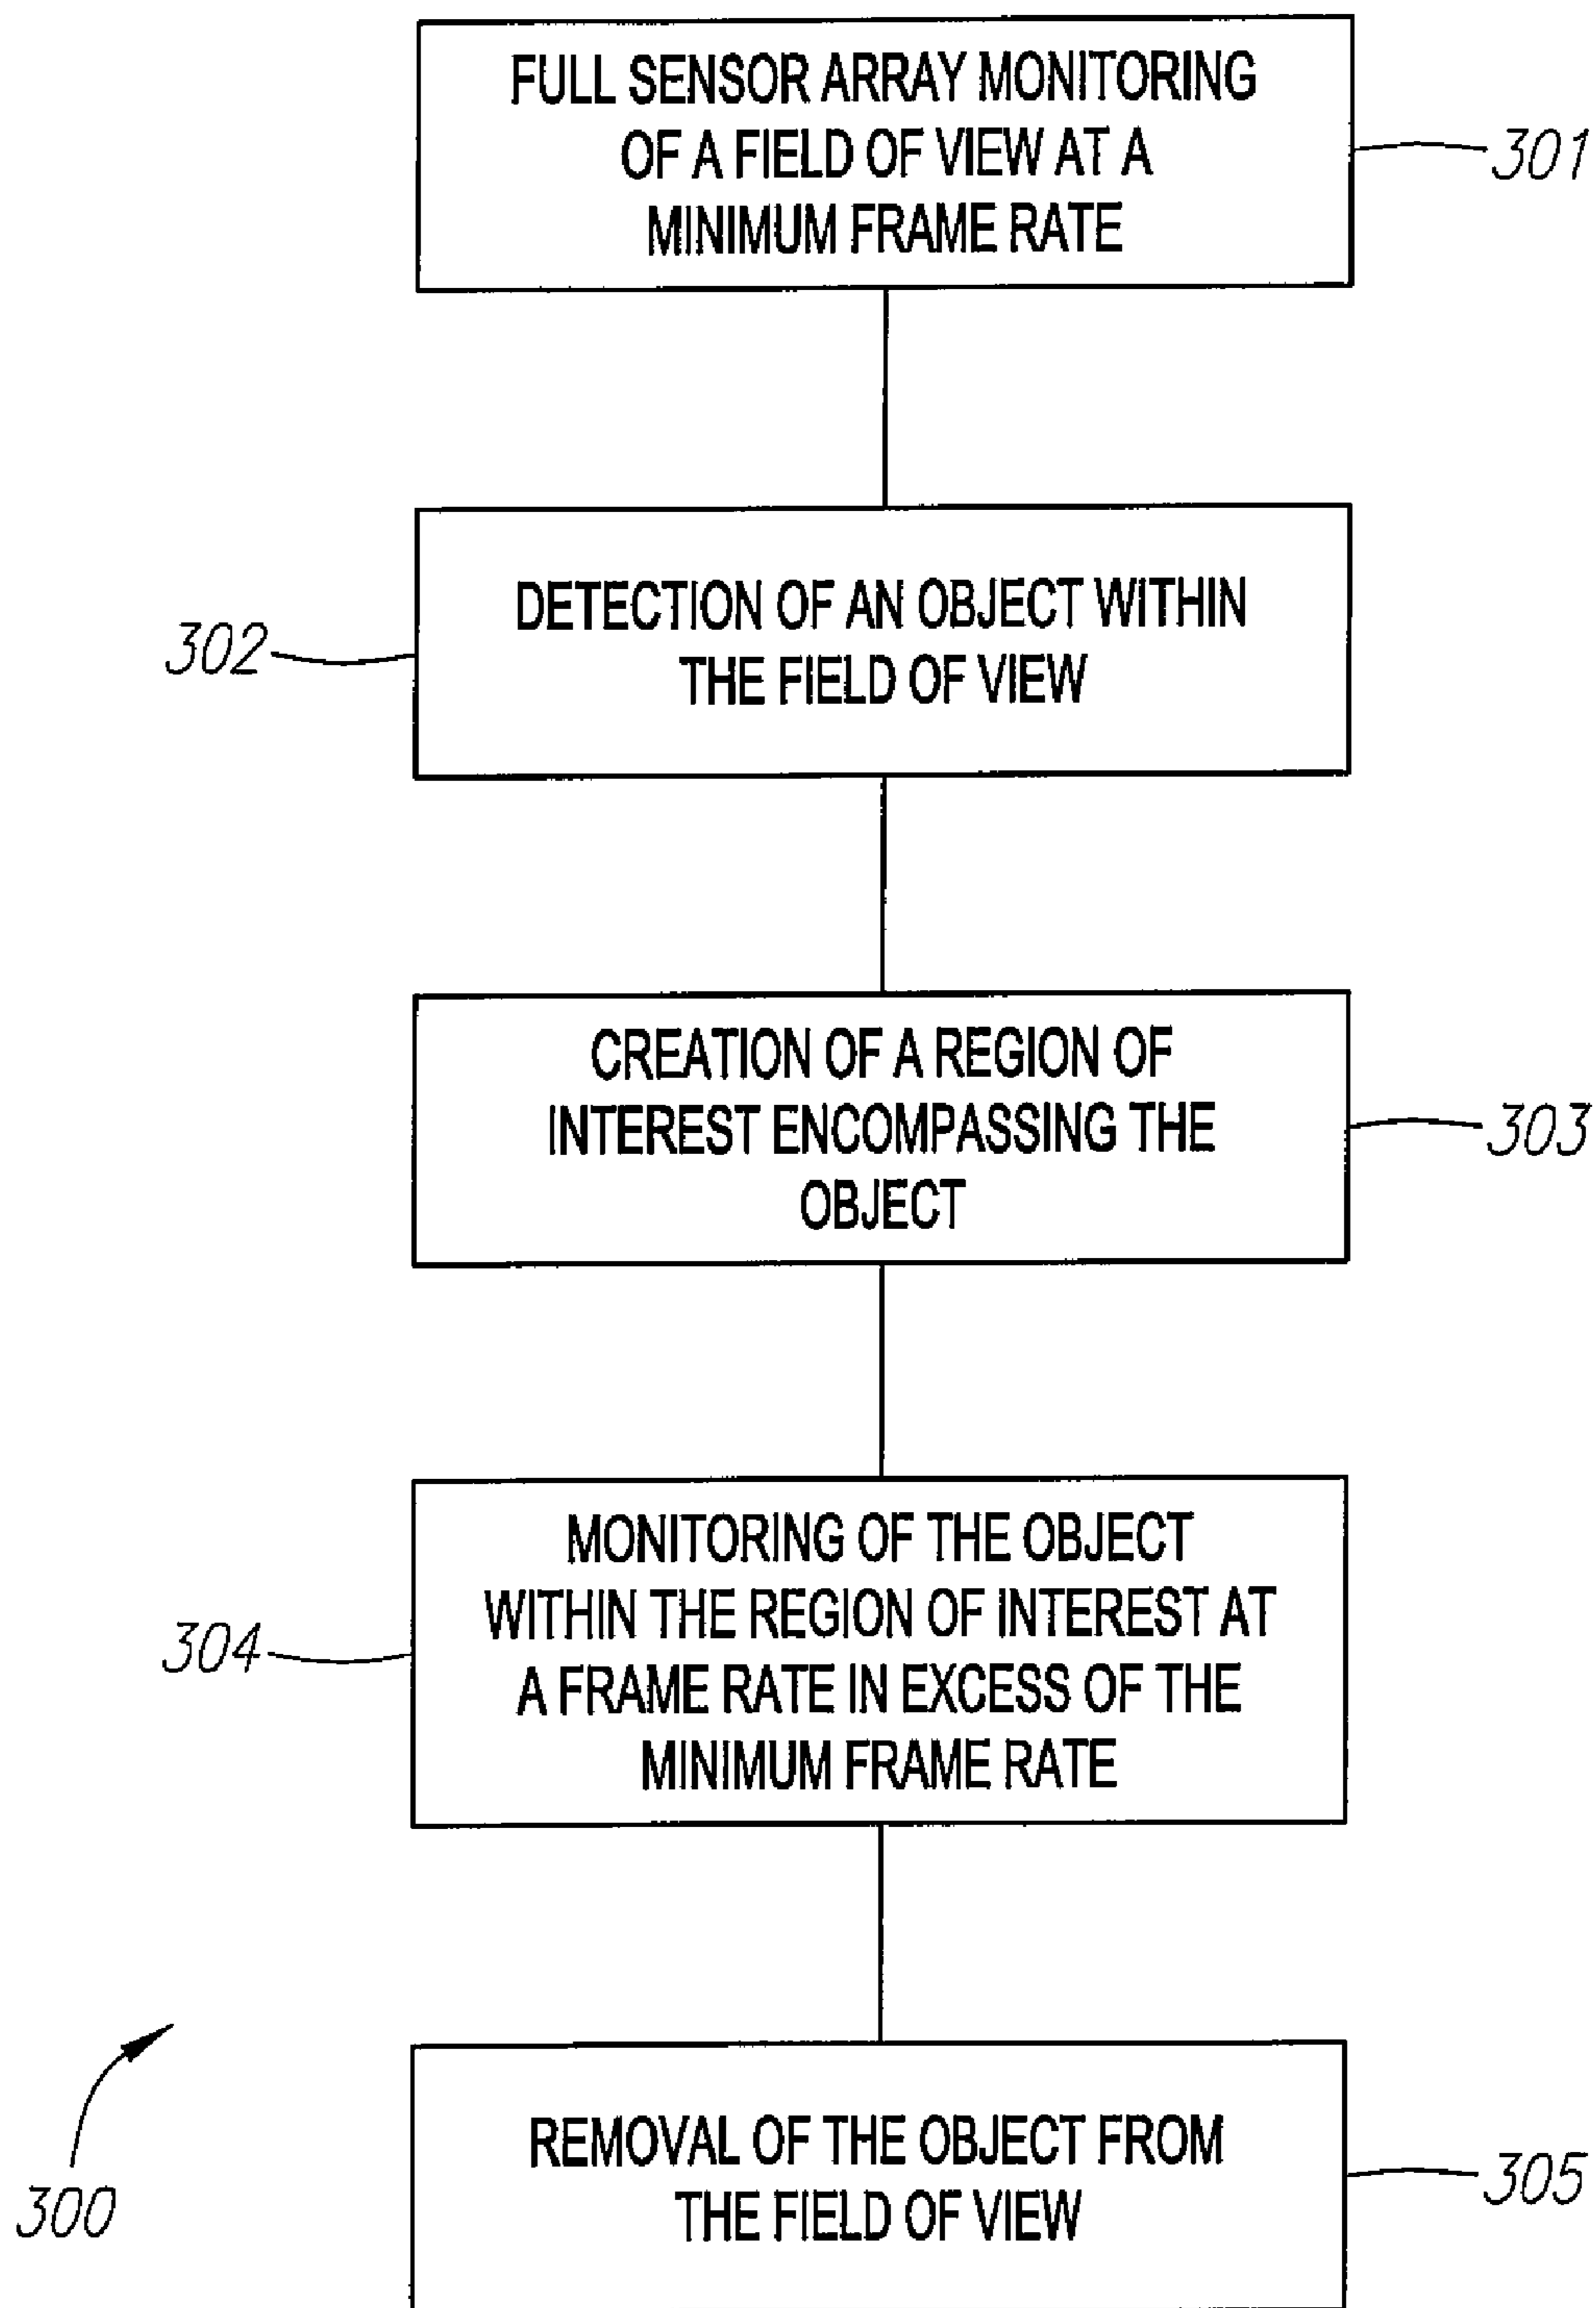 FULL SENSOR ARRAY MONITORING
OF A FIELD OF VIEW AT A
MINIMUM FRAME RATE
301
DETECTION OF AN OBJECT WITHIN
THE FIELD OF VIEW
302
CREATION OF A REGION OF
INTEREST ENCOMPASSING THE
OBJECT
303
MONITORING OF THE OBJECT
WITHIN THE REGION OF INTEREST AT
A FRAME RATE IN EXCESS OF THE
MINIMUM FRAME RATE
304
REMOVAL OF THE OBJECT FROM
THE FIELD OF VIEW
305
300